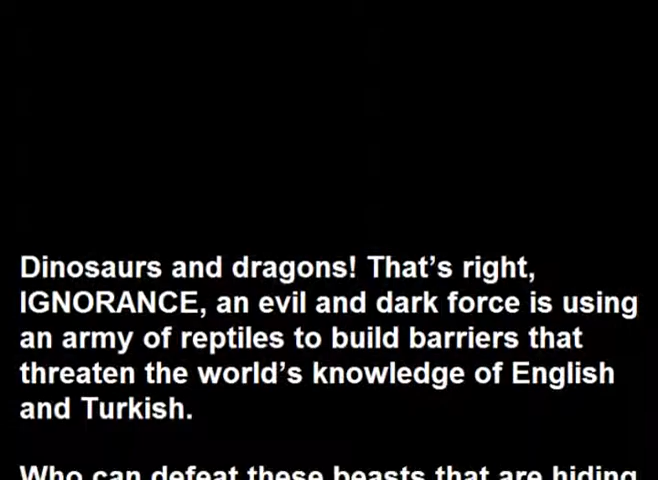 Dinosaurs and dragons! That’s right,
IGNORANCE, an evil and dark force is using
an army of reptiles to build barriers that
threaten the world’s knowledge of English
and Turkish.
Who can defeat these beasts that are hiding